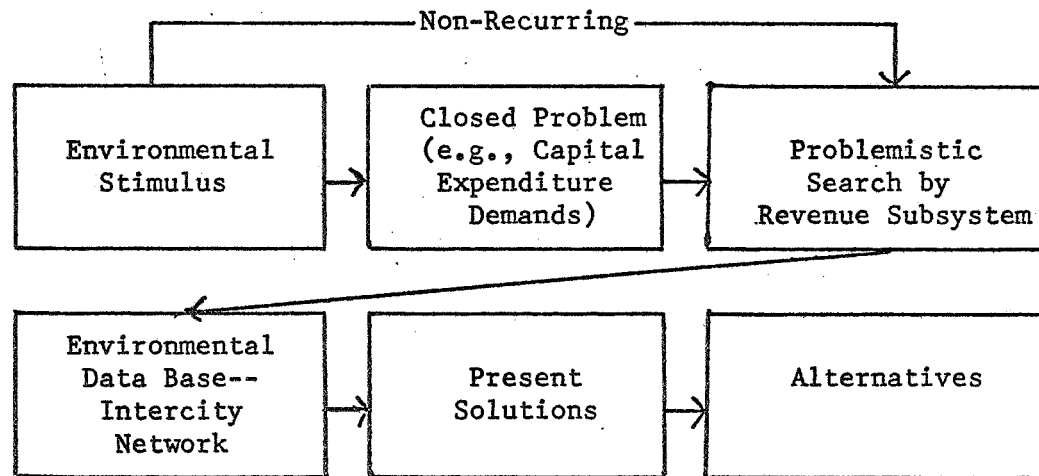 Non-Recurring
Environmental
Stimulus
Closed Problem
(e.g., Capital
Expenditure
Demands)
Problemistic
Search by
Revenue Subsystem
Environmental
Data Base--
Intercity
Network
Present
Solutions
Alternatives